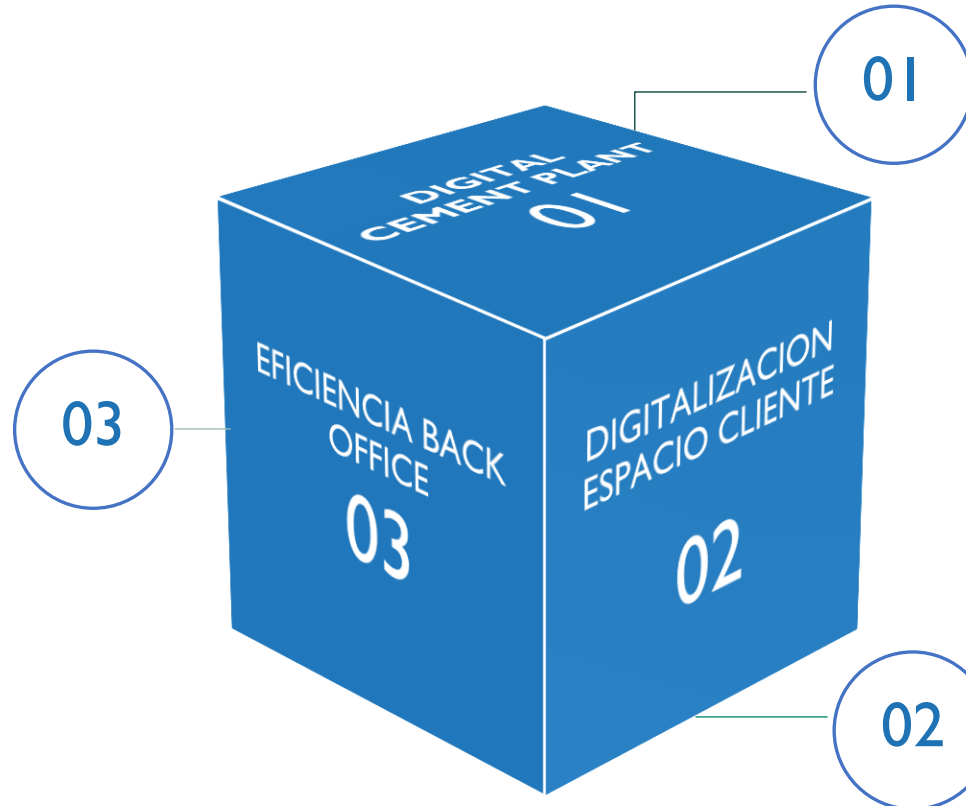 01
DIGITAL
CEMENT PLANT
01
EFICIENCIA BACK
OFFICE
03
DIGITALIZACION
ESPACIO CLIENTE
02
03
02